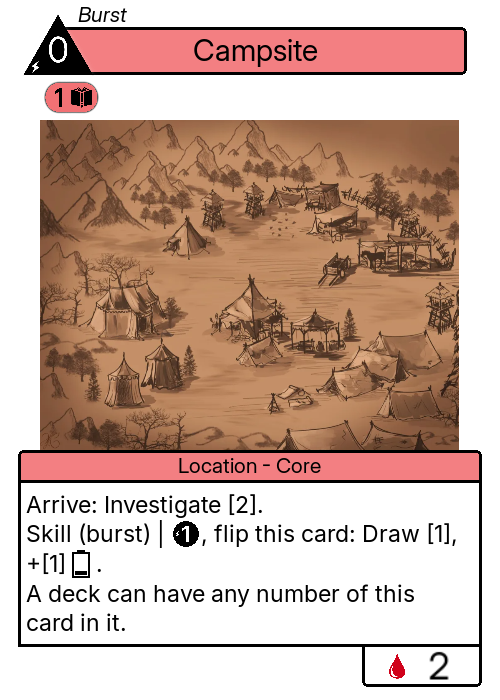 Burst
0
Campsite
1
Location - Core
Arrive: Investigate [2].
Skill (burst) | 1, flip this card: Draw [1],
+[1] .
A deck can have any number of this
card in it.
2